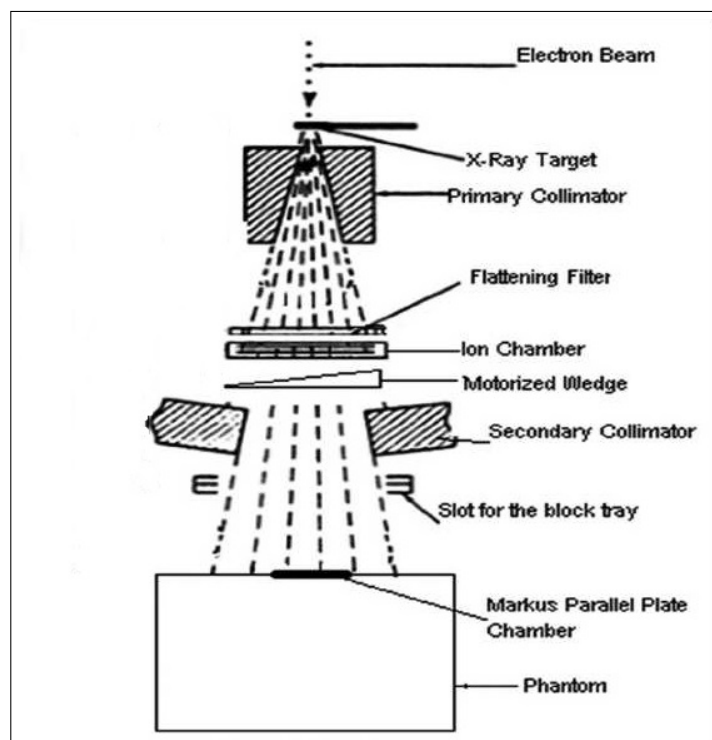 Electron Beam
X-Ray Target
Primary Collimator
Flattening Filter
Ion Chamber
Motorized Wedge
Secondary Collimator
Slot for the block tray
Markus Parallel Plate
Chamber
Phantom